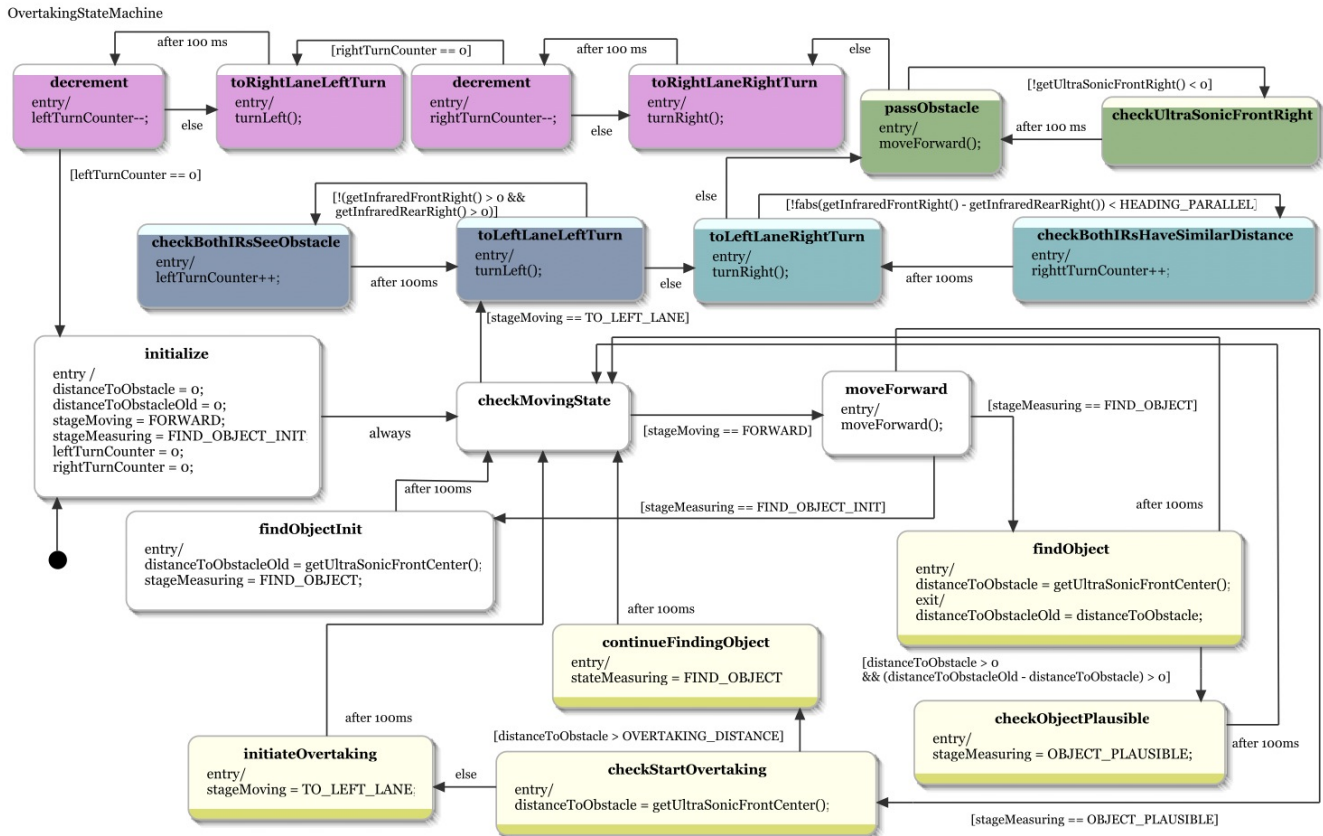 OvertakingStateMachine
after 100 ms
[rightTurnCounter == 0]
after 100 ms
else
decrement
entry/
leftTurnCounter--;
else
toRightLaneLeftTurn
entry/
turnLeft();
decrement
entry/
rightTurnCounter--;
else
toRightLaneRightTurn
entry/
turnRight();
passObstacle
entry/
moveForward();
[!getUltraSonicFrontRight() < 0]
after 100 ms
checkUltraSonicFrontRight
[leftTurnCounter == 0]
[!(getInfraredFrontRight() > 0 &&
getInfraredRearRight() > 0)]
else
[!fabs(getInfraredFrontRight() - getInfraredRearRight()) < HEADING_PARALLEL]
checkBothIRsSeeObstacle
entry/
leftTurnCounter++;
after 100ms
toLeftLaneLeftTurn
entry/
turnLeft();
else
toLeftLaneRightTurn
entry/
turnRight();
after 100ms
checkBothIRsHaveSimilarDistance
entry/
righttTurnCounter++;
[stageMoving == TO_LEFT_LANE]
initialize
entry /
distanceToObstacle = 0;
distanceToObstacleOld = 0;
stageMoving = FORWARD;
stageMeasuring = FIND_OBJECT_INIT
leftTurnCounter = 0;
rightTurnCounter = 0;
always
checkMovingState
[stageMoving == FORWARD]
moveForward
entry/
moveForward();
[stageMeasuring == FIND_OBJECT]
after 100ms
[stageMeasuring == FIND_OBJECT_INIT]
after 100ms
findObjectInit
entry/
distanceToObstacleOld = getUltraSonicFrontCenter();
stageMeasuring = FIND_OBJECT;
findObject
entry/
distanceToObstacle = getUltraSonicFrontCenter();
exit/
distanceToObstacleOld = distanceToObstacle;
after 100ms
continueFindingObject
entry/
stateMeasuring = FIND_OBJECT
[distanceToObstacle > 0
&& (distanceToObstacleOld - distanceToObstacle) > 0]
after 100ms
checkObjectPlausible
entry/
stageMeasuring = OBJECT_PLAUSIBLE;
after 100ms
initiateOvertaking
entry/
stageMoving = TO_LEFT_LANE;
else
[distanceToObstacle > OVERTAKING_DISTANCE]
checkStartOvertaking
entry/
distanceToObstacle = getUltraSonicFrontCenter();
[stageMeasuring == OBJECT_PLAUSIBLE]